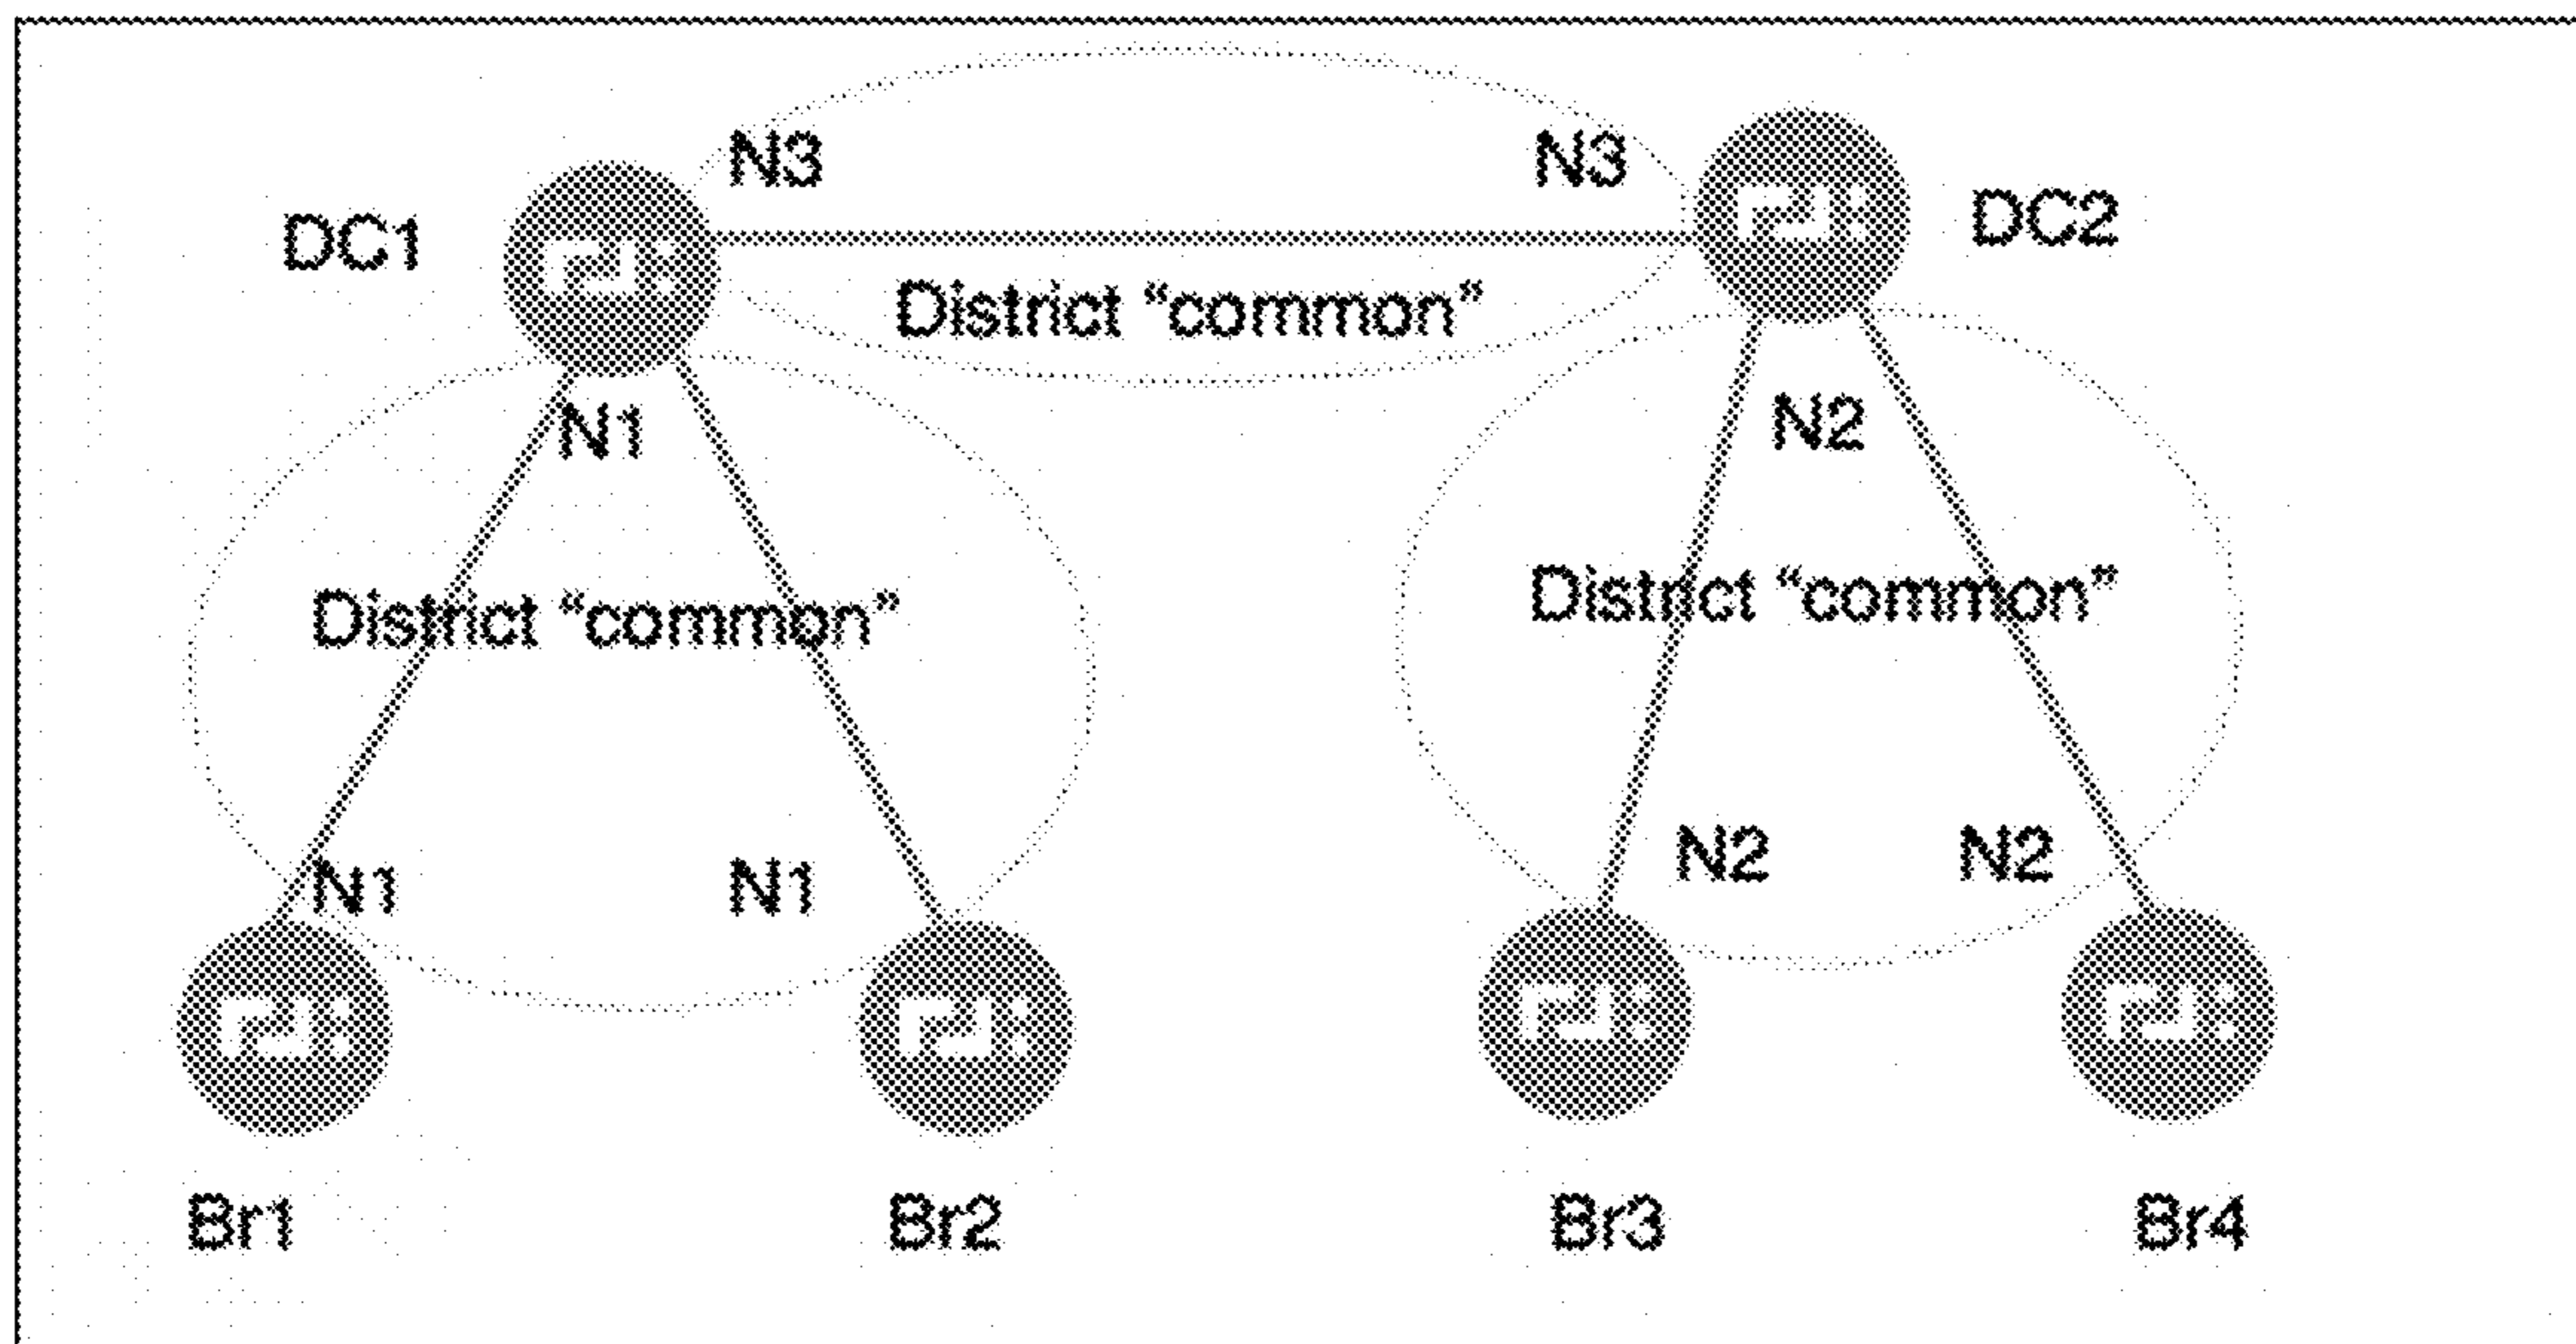 N3 N3
DC1 DC2
District “common”
N1 N2
District “common” District “common”
N1 N1 N2 N2
Br1 Br2 Br3 Br4